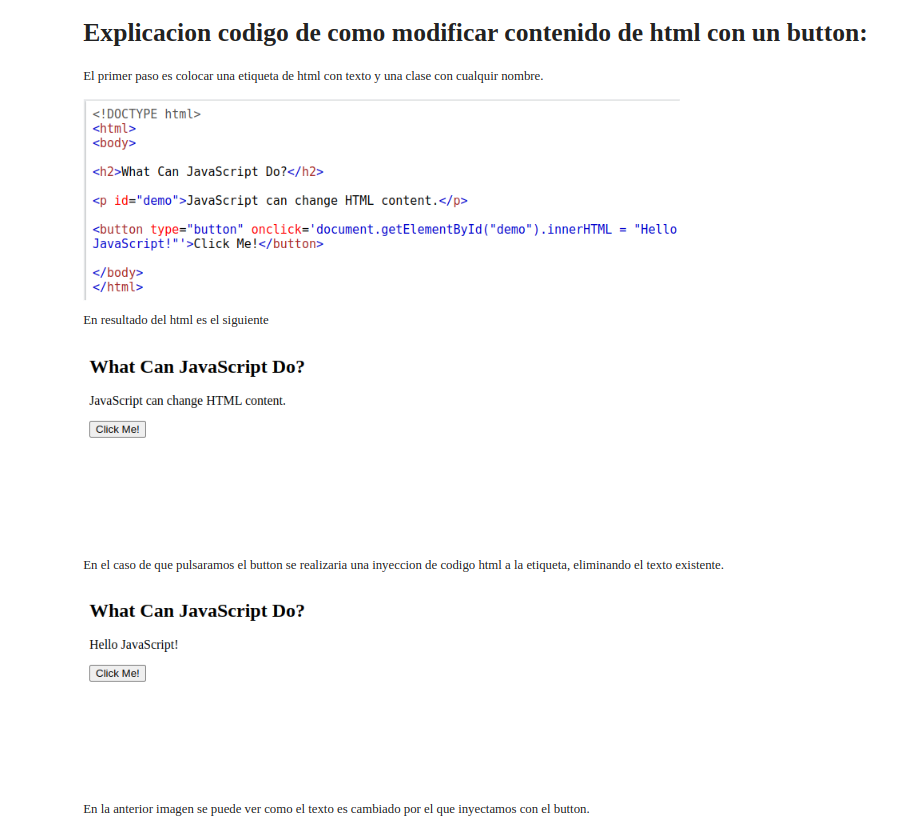 Explicacion codigo de como modificar contenido de html con un button:
El primer paso es colocar una etiqueta de html con texto y una clase con cualquir nombre.
<!DOCTYPE html>
<html>
<body>
<h2>What Can JavaScript Do?</h2>
<p id="demo">JavaScript can change HTML content.</p>
<button type="button" onclick='document.getElementById("demo").innerHTML = "Hello
JavaScript!"'>Click Me!</button>
</body>
</html>
En resultado del html es el siguiente
What Can JavaScript Do?
JavaScript can change HTML content.
Click Me!
En el caso de que pulsaramos el button se realizaria una inyeccion de codigo html a la etiqueta, eliminando el texto existente.
What Can JavaScript Do?
Hello JavaScript!
Click Me!
En la anterior imagen se puede ver como el texto es cambiado por el que inyectamos con el button.